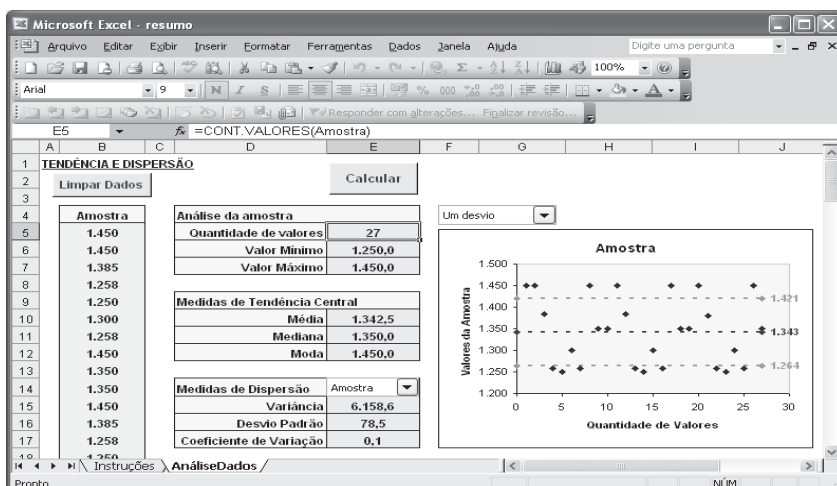 Microsoft Excel - resumo
Arquivo Editar Exibir Inserir Formatar Ferramentas Dados Janela Ajuda Digite uma pergunta
Σ 100%
Arial 9 N I S % 000 A
Responder com alterações... Finalizar revisão...
E5 fx =CONT.VALORES(Amostra)
A B C D E F G H I J
1 TENDÊNCIA E DISPERSÃO
2 Limpar Dados Calcular
3
4 Amostra Análise da amostra Um desvio
5 1.450 Quantidade de valores 27
6 1.450 Valor Mínimo 1.250,0
7 1.385 Valor Máximo 1.450,0
8 1.258
9 1.250 Medidas de Tendência Central
10 1.300 Média 1.342,5
11 1.258 Mediana 1.350,0
12 1.450 Moda 1.450,0
13 1.350
14 1.350 Medidas de Dispersão Amostra
15 1.450 Variância 6.158,6
16 1.385 Desvio Padrão 78,5
17 1.258 Coeficiente de Variação 0,1
18 1.250
Amostra
Valores da Amostra
1.500
1.450
1.400
1.350
1.300
1.250
1.200
1.421
1.343
1.264
0 5 10 15 20 25 30
Quantidade de Valores
Instruções AnáliseDados
Pronto NÚM